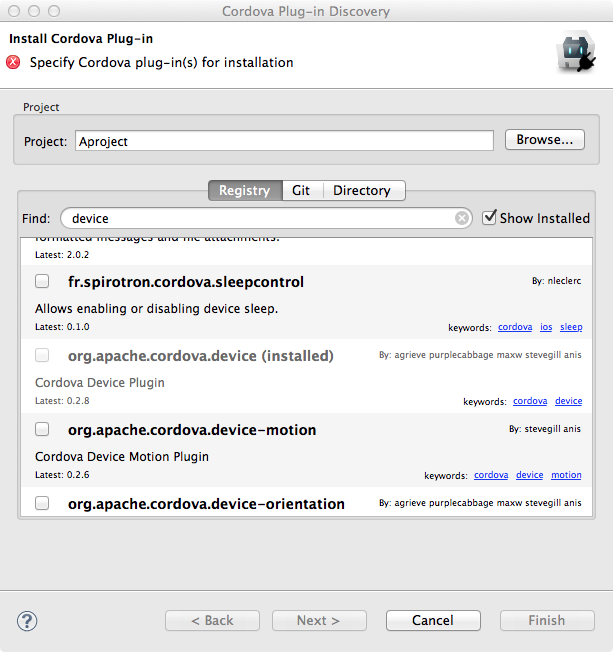 Cordova Plug-in Discovery
Install Cordova Plug-in
Specify Cordova plug-in(s) for installation
Project
Project: Aproject Browse...
Registry Git Directory
Find: device Show Installed
formatted messages and file attachments.
Latest: 2.0.2
fr.spirotron.cordova.sleepcontrol By: nleclerc
Allows enabling or disabling device sleep.
Latest: 0.1.0 keywords: cordova ios sleep
org.apache.cordova.device (installed) By: agrieve purplecabbage maxw stevegill anis
Cordova Device Plugin
Latest: 0.2.8 keywords: cordova device
org.apache.cordova.device-motion By: stevegill anis
Cordova Device Motion Plugin
Latest: 0.2.6 keywords: cordova device motion
org.apache.cordova.device-orientation By: agrieve purplecabbage maxw stevegill anis
? < Back Next > Cancel Finish